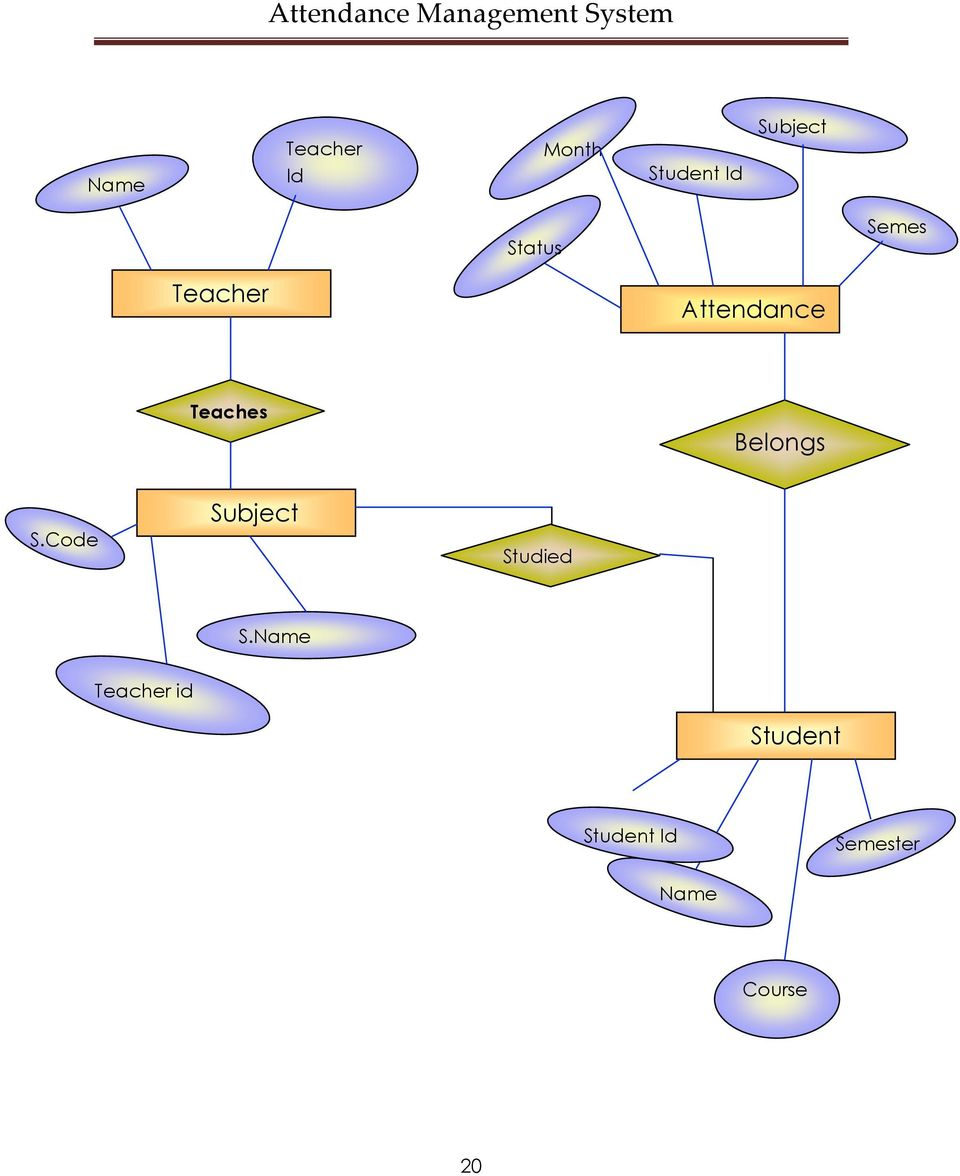 Attendance Management System
Name
Teacher
Id
Month
Student Id
Subject
Status
Semes
Teacher
Attendance
Teaches
Belongs
S.Code
Subject
Studied
S.Name
Teacher id
Student
Student Id
Name
Semester
Course
20